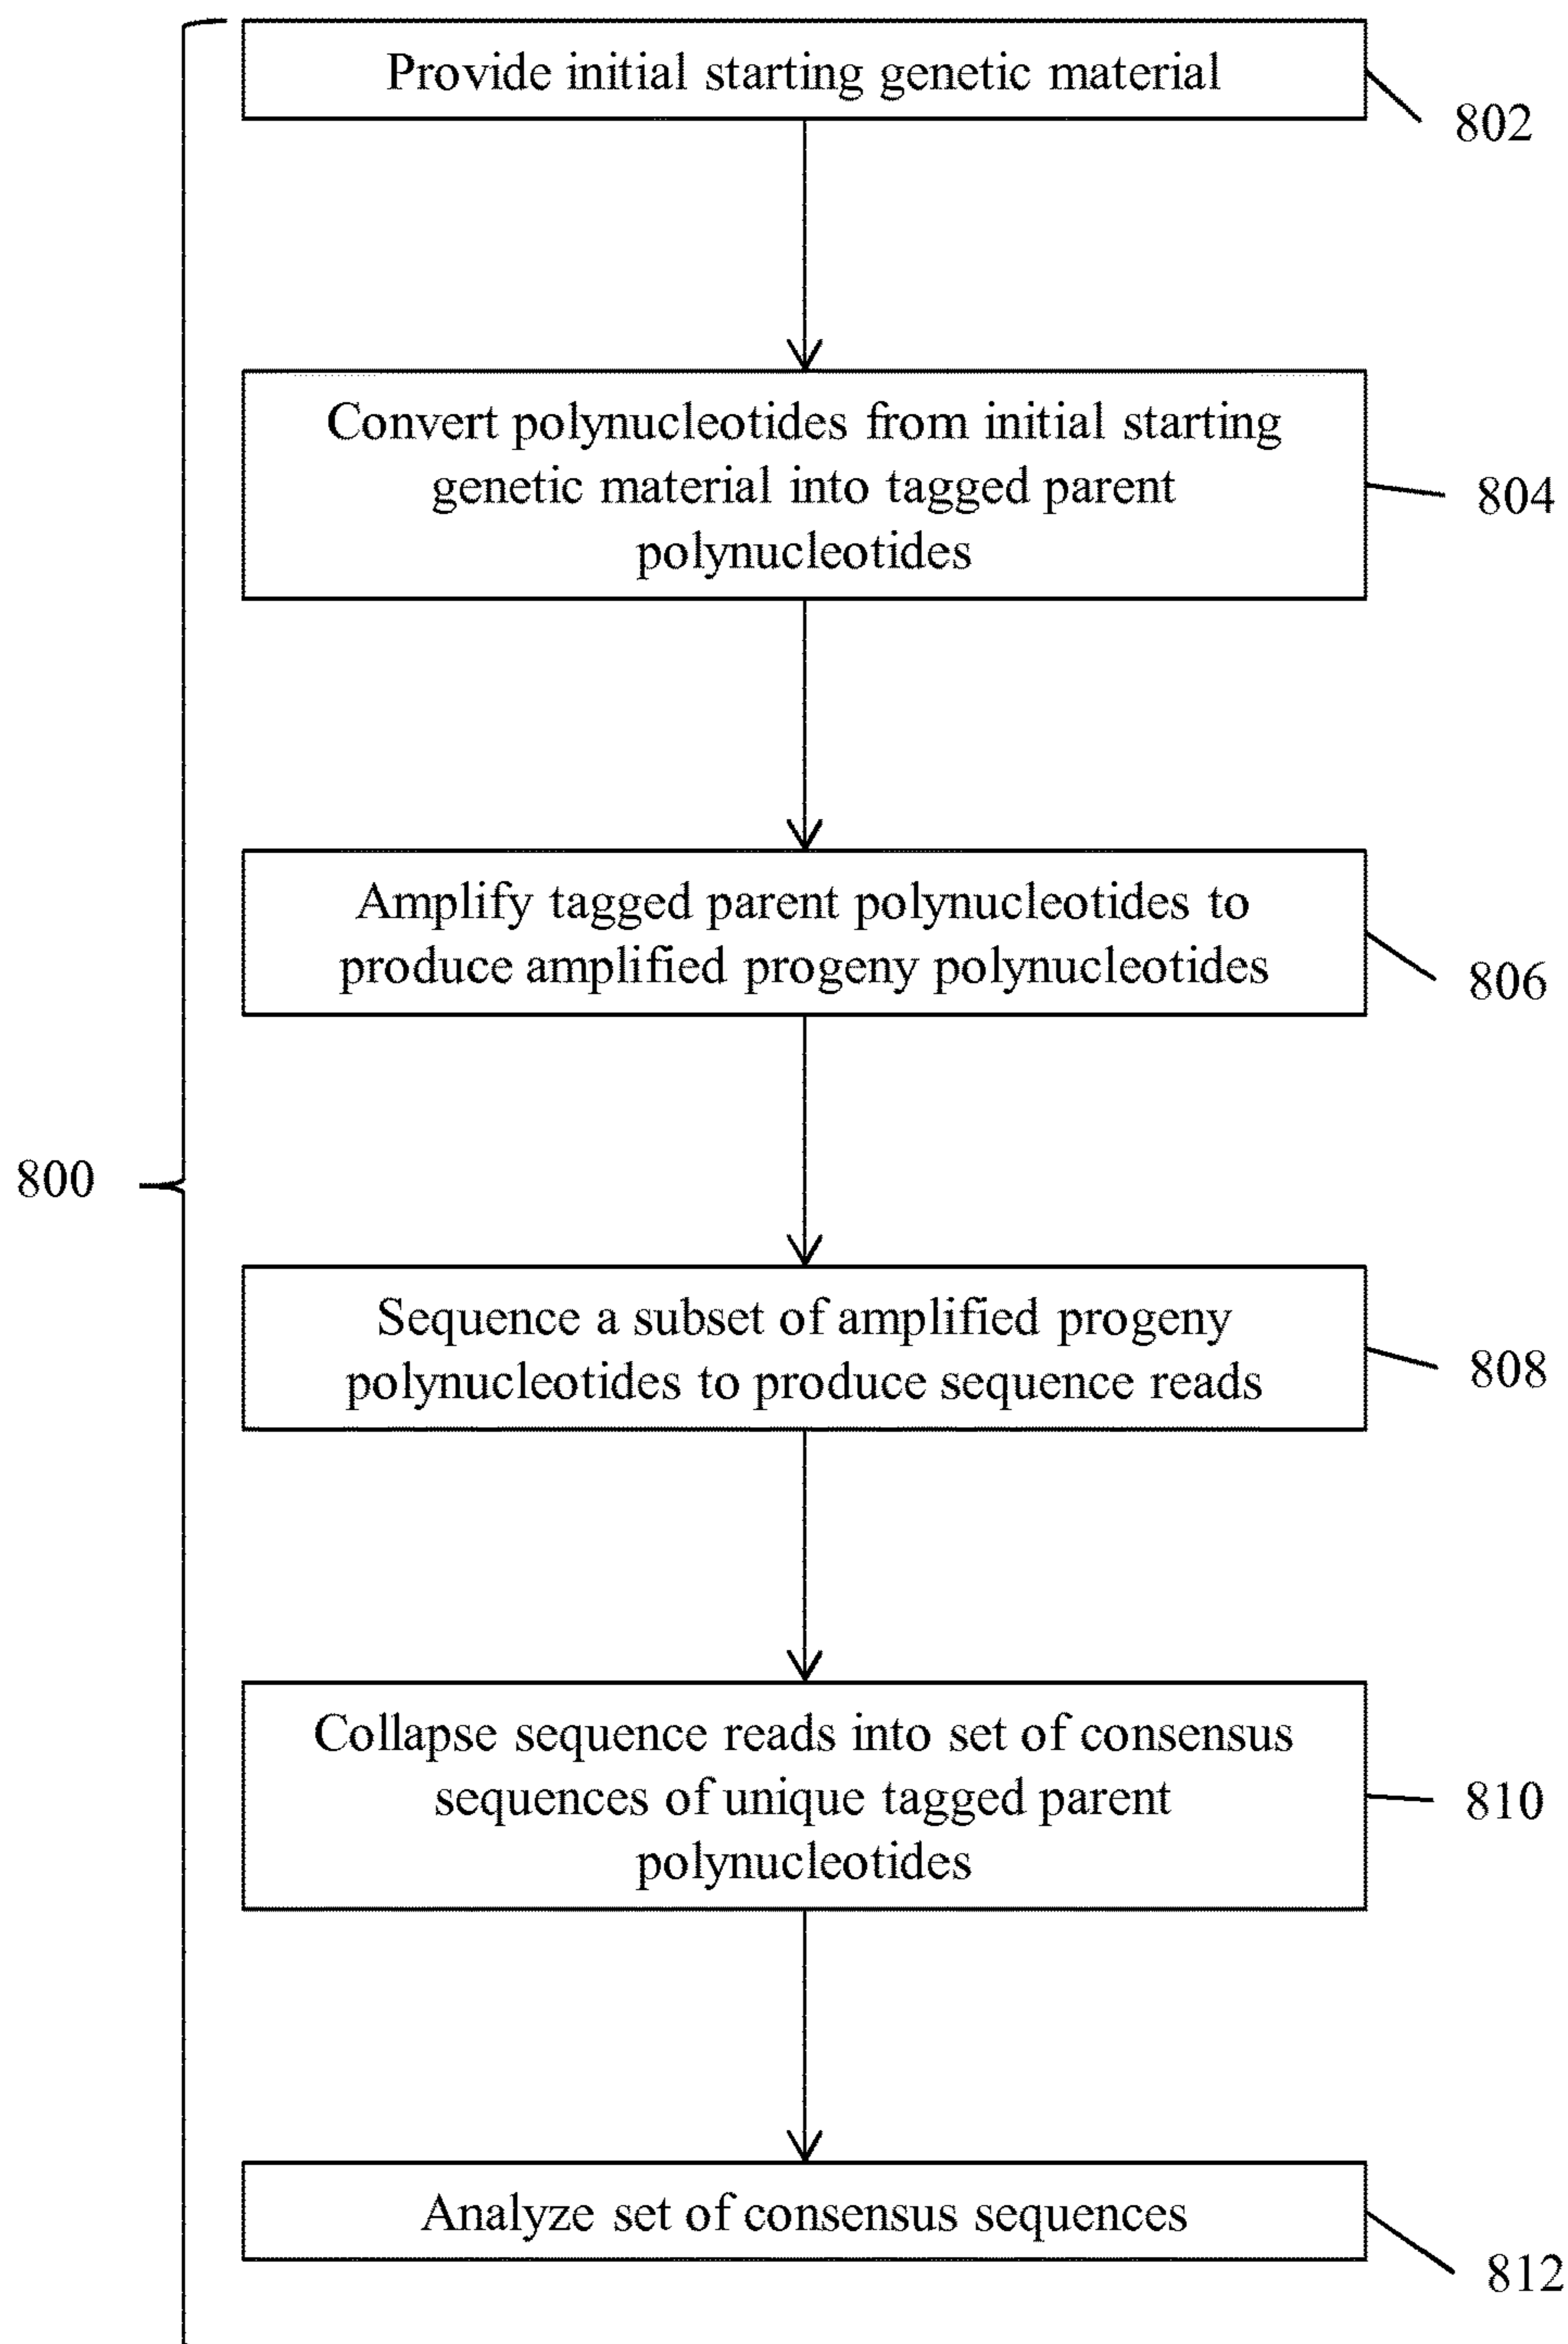 Provide initial starting genetic material
802
Convert polynucleotides from initial starting
genetic material into tagged parent
polynucleotides
804
Amplify tagged parent polynucleotides to
produce amplified progeny polynucleotides
806
800
Sequence a subset of amplified progeny
polynucleotides to produce sequence reads
808
Collapse sequence reads into set of consensus
sequences of unique tagged parent
polynucleotides
810
Analyze set of consensus sequences
812